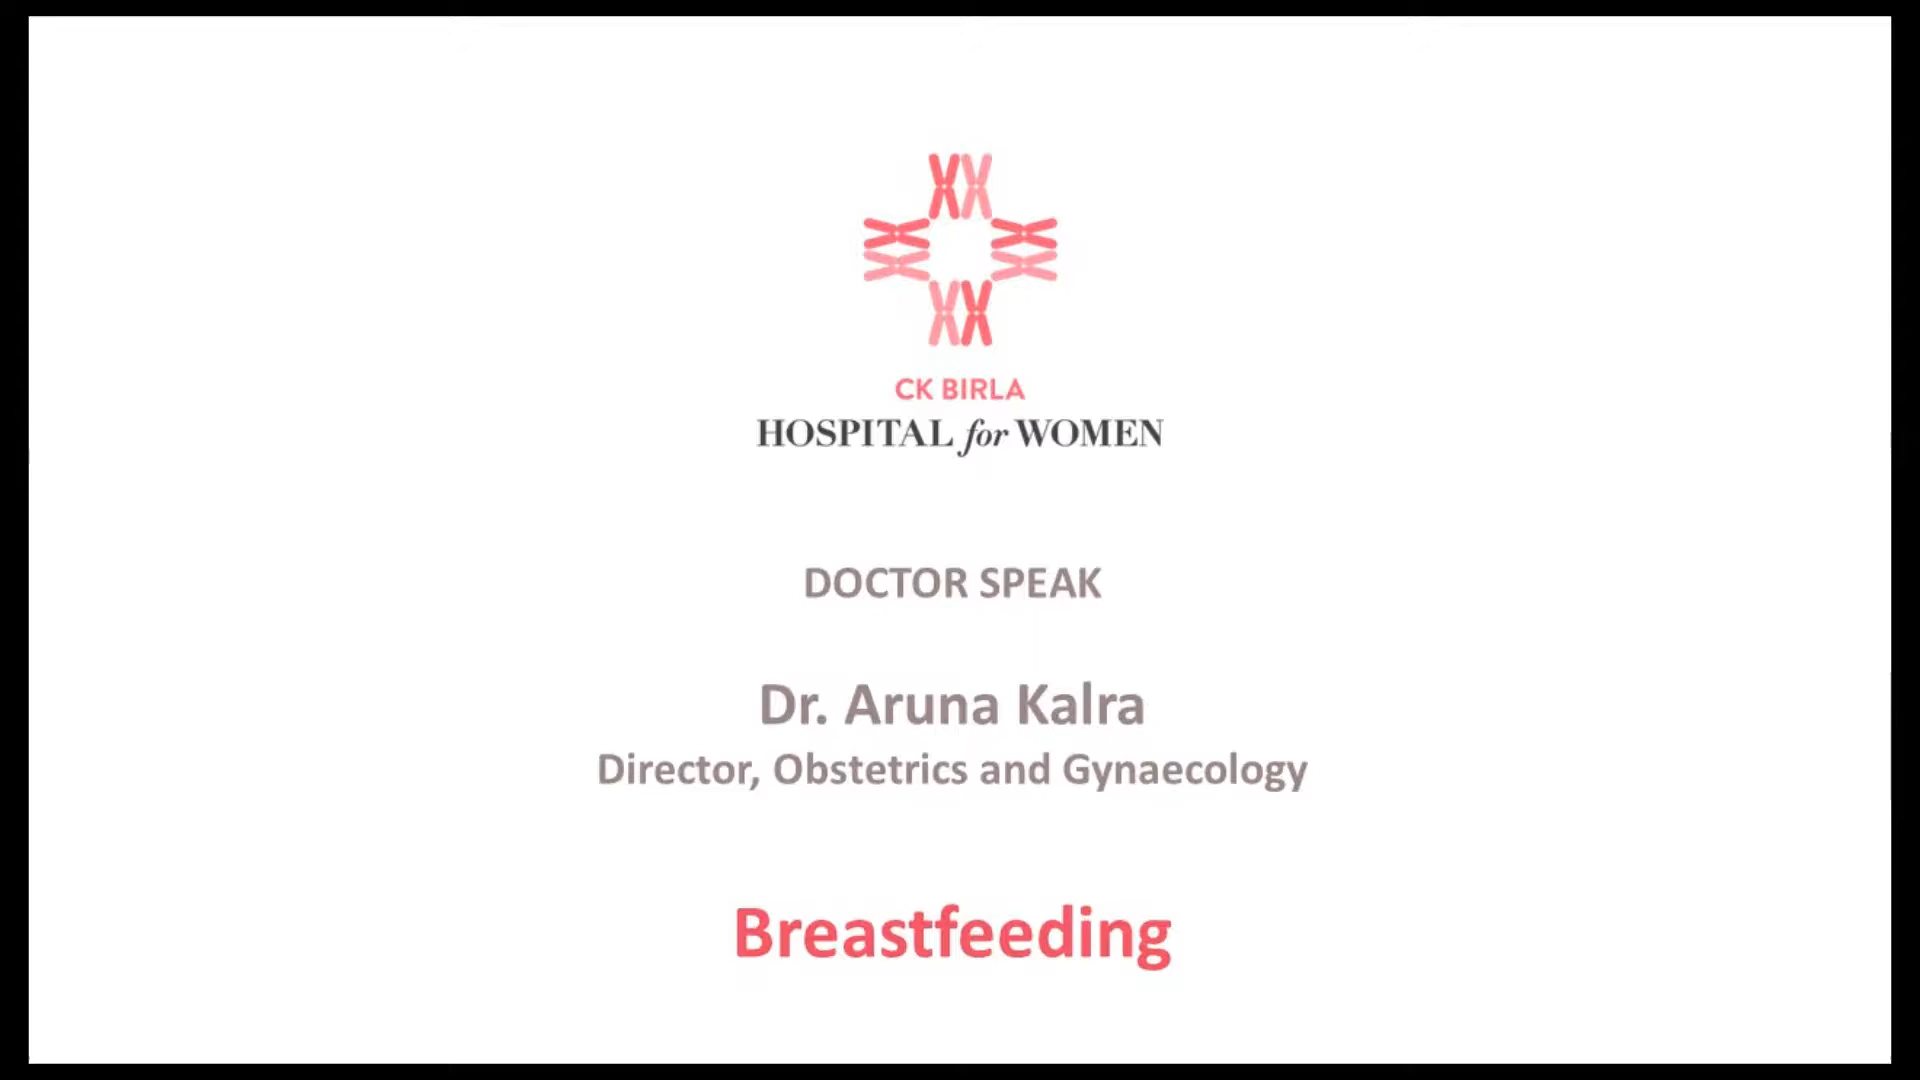 CK BIRLA
HOSPITAL for WOMEN
DOCTOR SPEAK
Dr. Aruna Kalra
Director, Obstetrics and Gynaecology
Breastfeeding